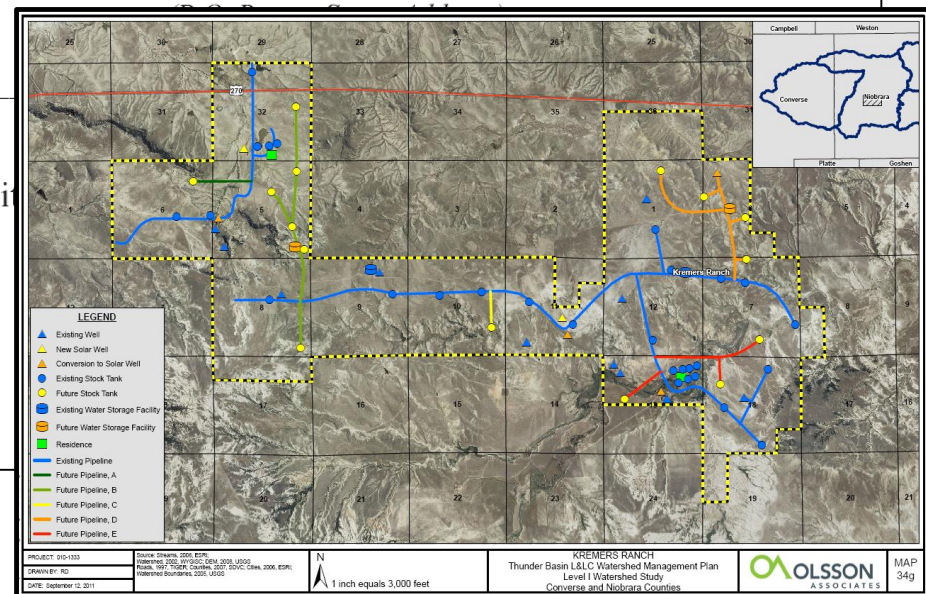 25
30
29
28
27
26
25
30
270
31
32
33
34
35
36
31
6
5
4
3
2
1
1
8
9
10
12
8
9
17
16
15
14
18
16
20
21
22
23
24
19
20
21
Kremers Ranch
Campbell
Weston
Converse
Niobrara
Platte
Goshen
LEGEND
Existing Well
New Solar Well
Conversion to Solar Well
Existing Stock Tank
Future Stock Tank
Existing Water Storage Facility
Future Water Storage Facility
Residence
Existing Pipeline
Future Pipeline, A
Future Pipeline, B
Future Pipeline, C
Future Pipeline, D
Future Pipeline, E
PROJECT: 010-1333
DRAWN BY: RD
DATE: September 12, 2011
Source: Streams, 2006, ESRI;
Watershed, 2002, WYGISC; DEM, 2006, USGS
Roads, 1997, TIGER; Counties, 2007, SDVC; Cities, 2006, ESRI;
Watershed Boundaries, 2005, USGS
N
1 inch equals 3,000 feet
KREMERS RANCH
Thunder Basin L&LC Watershed Management Plan
Level I Watershed Study
Converse and Niobrara Counties
OLSSON
ASSOCIATES
MAP
34g